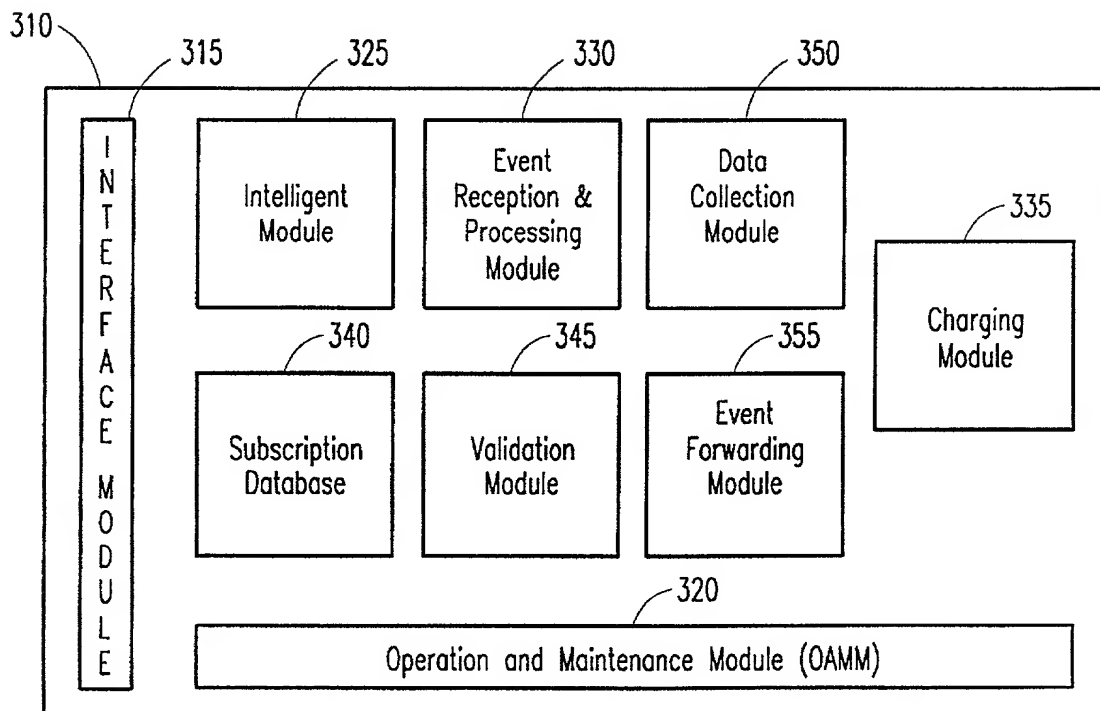 310
315
325
330
350
INTERFACE MODULE
Intelligent
Module
Event
Reception &
Processing
Module
Data
Collection
Module
335
Charging
Module
340
345
355
Subscription
Database
Validation
Module
Event
Forwarding
Module
320
Operation and Maintenance Module (OAMM)